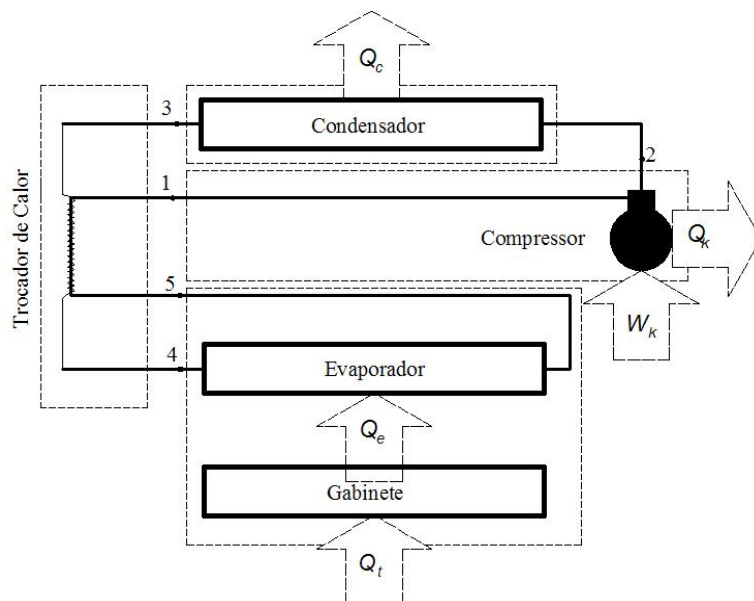 Q_c
3
Condensador
2
1
Trocador de Calor
Compressor
Q_k
5
W_k
4
Evaporador
Q_e
Gabinete
Q_t